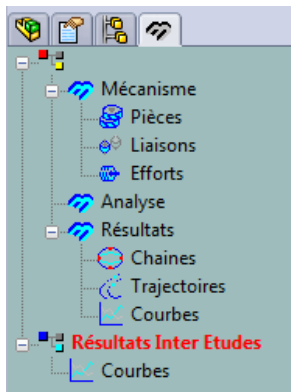 Mécanisme
Pièces
Liaisons
Efforts
Analyse
Résultats
Chaines
Trajectoires
Courbes
Résultats Inter Etudes
Courbes